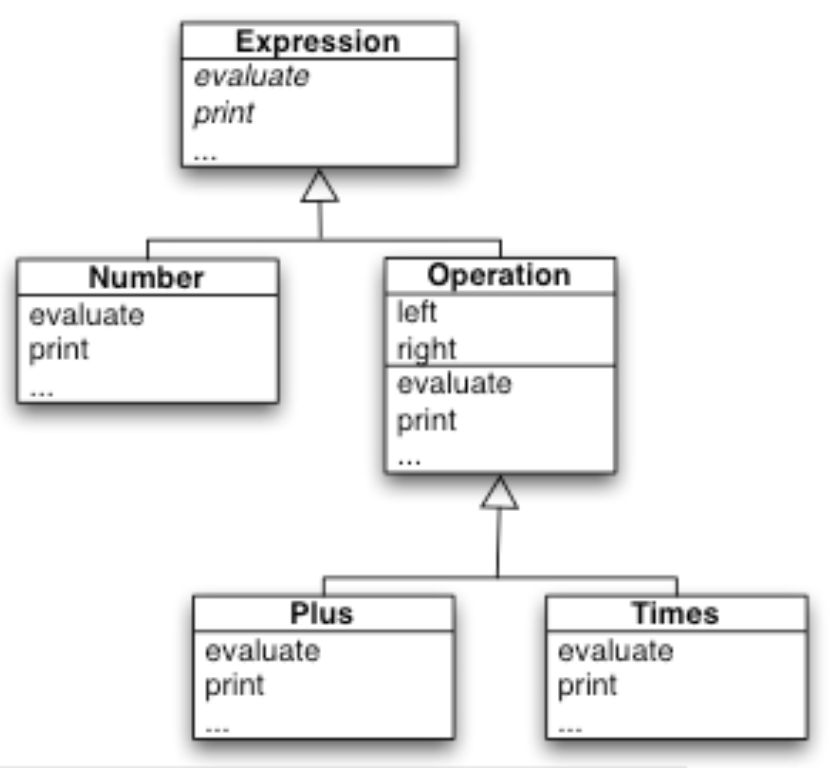 Expression
evaluate
print
...
Number
evaluate
print
...
Operation
left
right
evaluate
print
...
Plus
evaluate
print
...
Times
evaluate
print
...